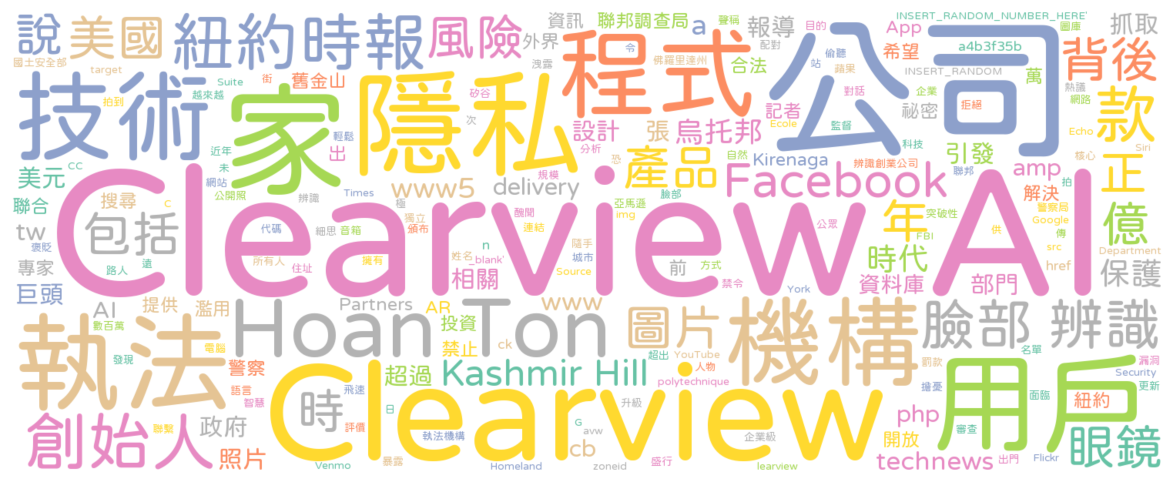 INSERT_RANDOM_NUMBER_HERE'
說 美國 紐約時報 風險 資訊 聯邦調查局 聲稱 a 報導 App 目的 圖庫 抓取
國土安全部 target 外界 令 配對 偷聽 希望 a4b3f35b 萬 背後
拍到 Suite 街 舊金山 洩露 佛羅里達州 合法 站 蘋果 INSERT_RANDOM 熱議
技術 越來越 家 隱私 程式 公司 款
矽谷 對話 企業 拒絕 網路
輕鬆 次 設計 張 烏托邦 記者 祕密 Echo Siri
近年 未 出 分析 恐 自然 Ecole 監督 科技 核心
美元 CC 網站 Times 規模 產品 Kirenaga 辨識創業公司 引發 聯邦 拍 正
聯合 搜尋 公開照 辨識 極 www5 delivery 臉部 Facebook amp 解決 警察局
Clearview AI
tw 包括 C 代碼 獨立 細思 音箱 頒布 醜聞 連結 亞馬遜 img 公眾 年 突破性 Google 億
褒貶 所有人 擁有 n 姓名 隨手 FBI 供 傳
專家 路人 遠 住址 _blank' Source 城市 方式 時代 src Department
巨頭 相關 前 禁令 資料庫 部門 href 保護
AI 提供 濫用 Partners AR www York
數百萬 執法 Hoan Ton 投資 圖片 機構 臉部 辨識
發現 電腦 禁止 ck 超出 YouTube 名單 漏洞
警察 超過 Kashmir Hill 人物 罰款 Security
語言 智慧 飛速 polytechnique 擔憂 面臨 更新
創始人 聯繫 評價 時 Clearview 升級 php 用戶 紐約
政府 日 執法機構 G avw 企業級 開放 審查 眼鏡
照片 Venmo 暴露 cb Homeland zoneid 盛行 learview technews 出門 Flickr